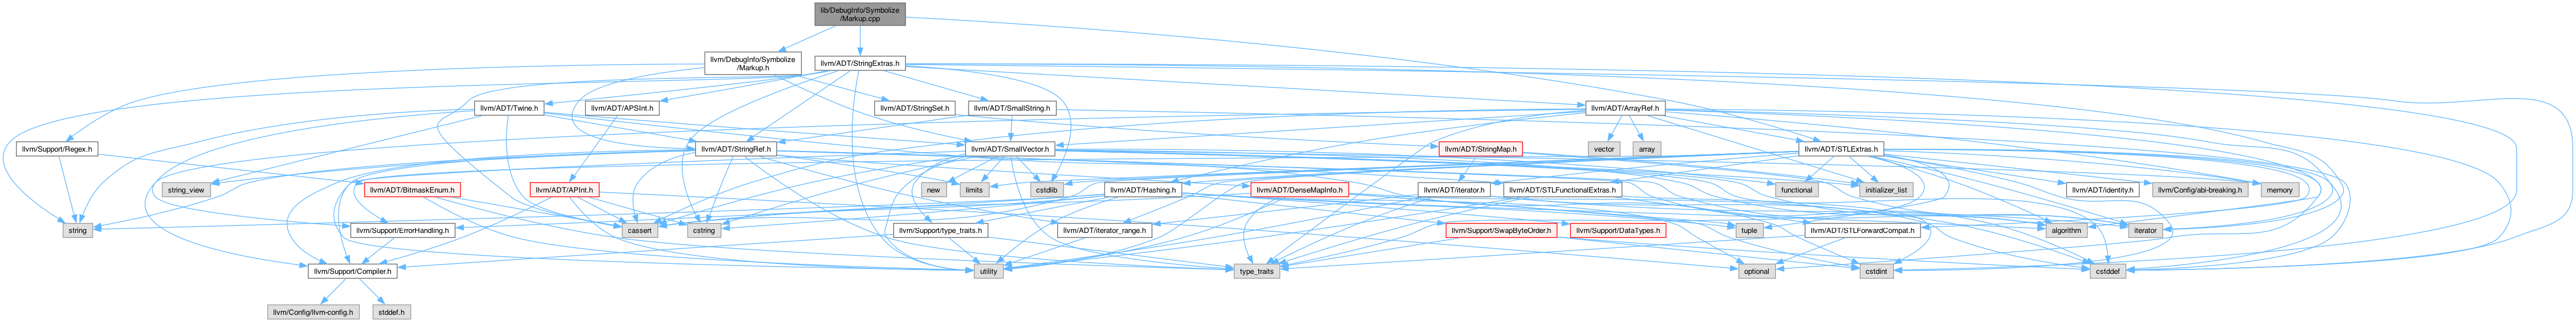 lib/DebugInfo/Symbolize
/Markup.cpp
llvm/DebugInfo/Symbolize
/Markup.h
llvm/ADT/StringExtras.h
llvm/ADT/Twine.h
llvm/ADT/APSInt.h
llvm/ADT/StringSet.h
llvm/ADT/SmallString.h
llvm/ADT/ArrayRef.h
llvm/Support/Regex.h
llvm/ADT/StringRef.h
llvm/ADT/SmallVector.h
llvm/ADT/StringMap.h
vector
array
llvm/ADT/STLExtras.h
string_view
llvm/ADT/BitmaskEnum.h
llvm/ADT/APInt.h
new
limits
cstdlib
llvm/ADT/Hashing.h
llvm/ADT/DenseMapInfo.h
llvm/ADT/iterator.h
llvm/ADT/STLFunctionalExtras.h
functional
initializer_list
llvm/ADT/identity.h
llvm/Config/abi-breaking.h
memory
string
llvm/Support/ErrorHandling.h
cassert
cstring
llvm/Support/type_traits.h
llvm/ADT/iterator_range.h
llvm/Support/SwapByteOrder.h
llvm/Support/DataTypes.h
tuple
llvm/ADT/STLForwardCompat.h
algorithm
iterator
llvm/Support/Compiler.h
utility
type_traits
optional
cstdint
cstddef
llvm/Config/llvm-config.h
stddef.h